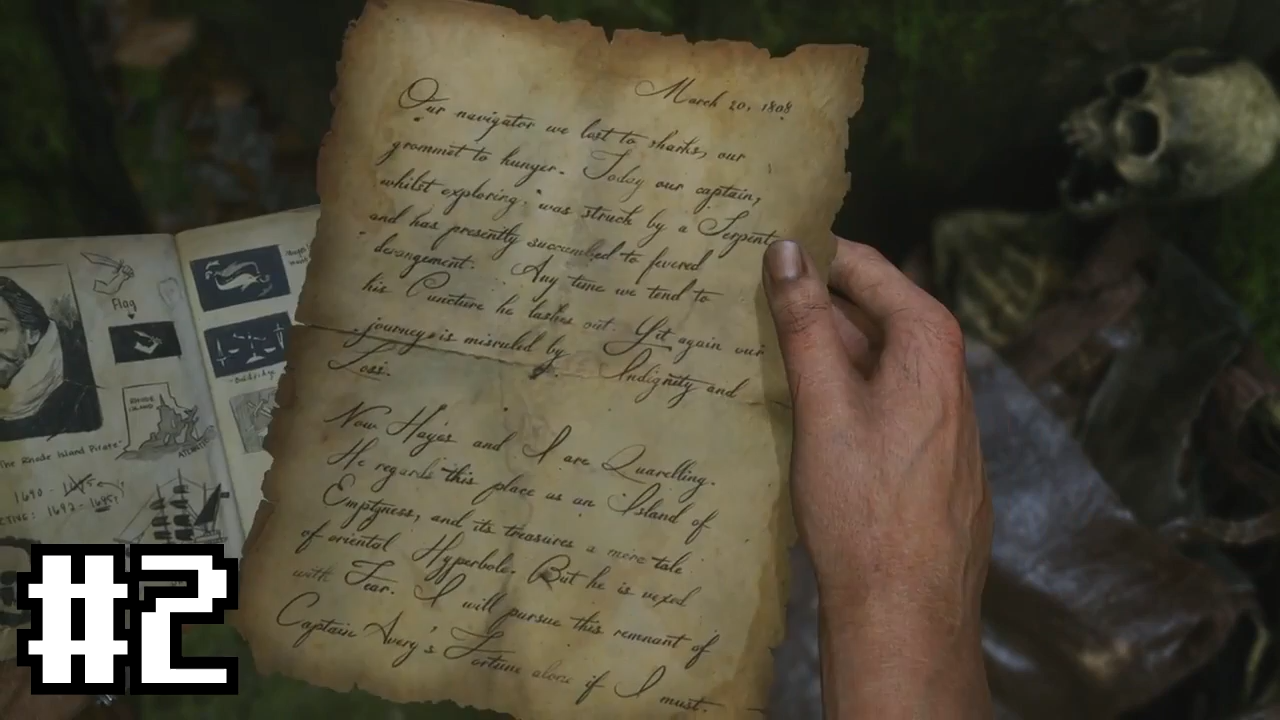 March 20, 1808
Our navigator we lost to sharks, our
grommet to hunger. Today our captain,
whilst exploring, was struck by a Serpent
and has presently succumbed to fevered
derangement. Any time we tend to
his Puncture he lashes out. Yet again our
journey is misruled by Indignity and
Loss.
Now Hayes and I are Quarelling.
He regards this place as an Island of
Emptyness, and its treasures a mere tale
of oriental Hyperbole. But he is vexed
with Fear. I will pursue this remnant of
Captain Avery's Fortune alone if I must.
Flag
RHODE
ISLAND
"The Rhode Island Pirate"
1690 -
ACTIVE: 1692 - 1695?
#2